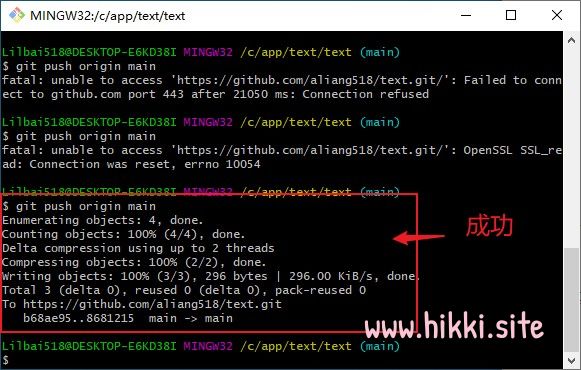 MINGW32:/c/app/text/text
Lilbai518@DESKTOP-E6KD38I MINGW32 /c/app/text/text (main)
$ git push origin main
fatal: unable to access 'https://github.com/aliang518/text.git/': Failed to conn
ect to github.com port 443 after 21050 ms: Connection refused
Lilbai518@DESKTOP-E6KD38I MINGW32 /c/app/text/text (main)
$ git push origin main
fatal: unable to access 'https://github.com/aliang518/text.git/': OpenSSL SSL_re
ad: Connection was reset, errno 10054
Lilbai518@DESKTOP-E6KD38I MINGW32 /c/app/text/text (main)
$ git push origin main
Enumerating objects: 4, done.
Counting objects: 100% (4/4), done.
Delta compression using up to 2 threads
Compressing objects: 100% (2/2), done.
Writing objects: 100% (3/3), 296 bytes | 296.00 KiB/s, done.
Total 3 (delta 0), reused 0 (delta 0), pack-reused 0
To https://github.com/aliang518/text.git
   b68ae95..8681215  main -> main
成功
www.hikki.site
Lilbai518@DESKTOP-E6KD38I MINGW32 /c/app/text/text (main)
$